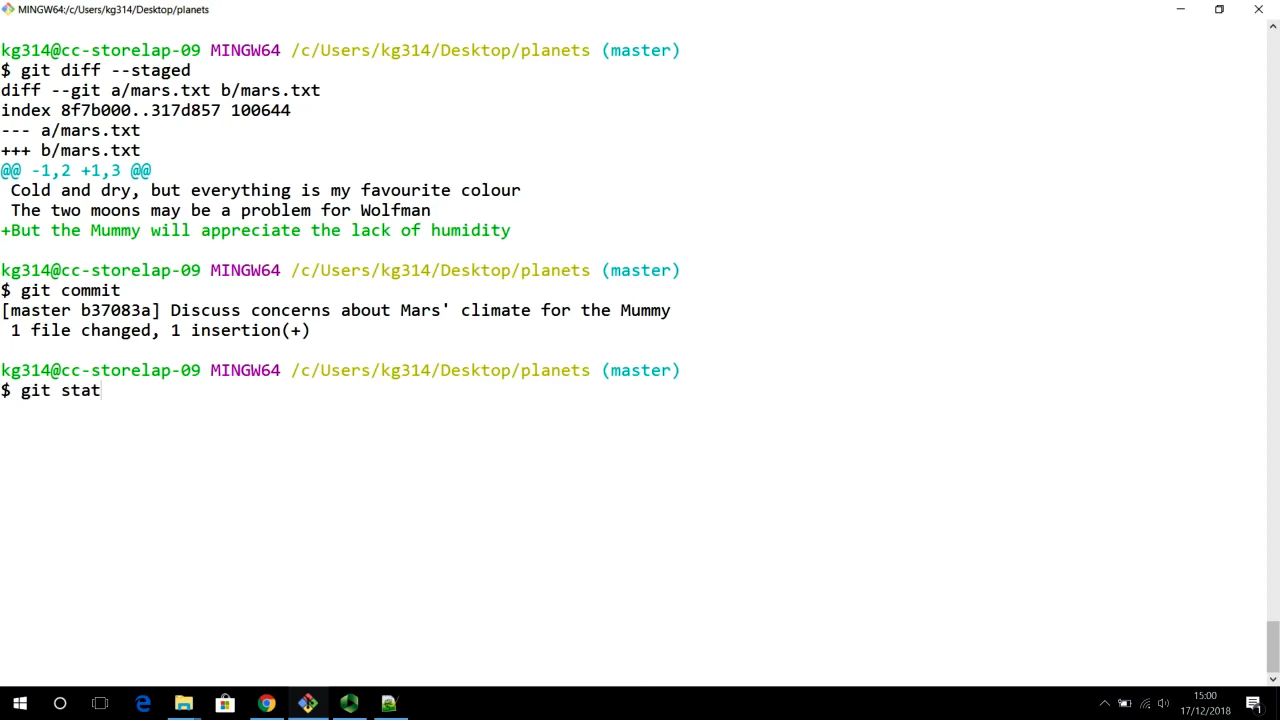 MINGW64:/c/Users/kg314/Desktop/planets
kg314@cc-storelap-09 MINGW64 /c/Users/kg314/Desktop/planets (master)
$ git diff --staged
diff --git a/mars.txt b/mars.txt
index 8f7b000..317d857 100644
--- a/mars.txt
+++ b/mars.txt
@@ -1,2 +1,3 @@
 Cold and dry, but everything is my favourite colour
 The two moons may be a problem for Wolfman
+But the Mummy will appreciate the lack of humidity
kg314@cc-storelap-09 MINGW64 /c/Users/kg314/Desktop/planets (master)
$ git commit
[master b37083a] Discuss concerns about Mars' climate for the Mummy
 1 file changed, 1 insertion(+)
kg314@cc-storelap-09 MINGW64 /c/Users/kg314/Desktop/planets (master)
$ git stat
15:00
17/12/2018
1